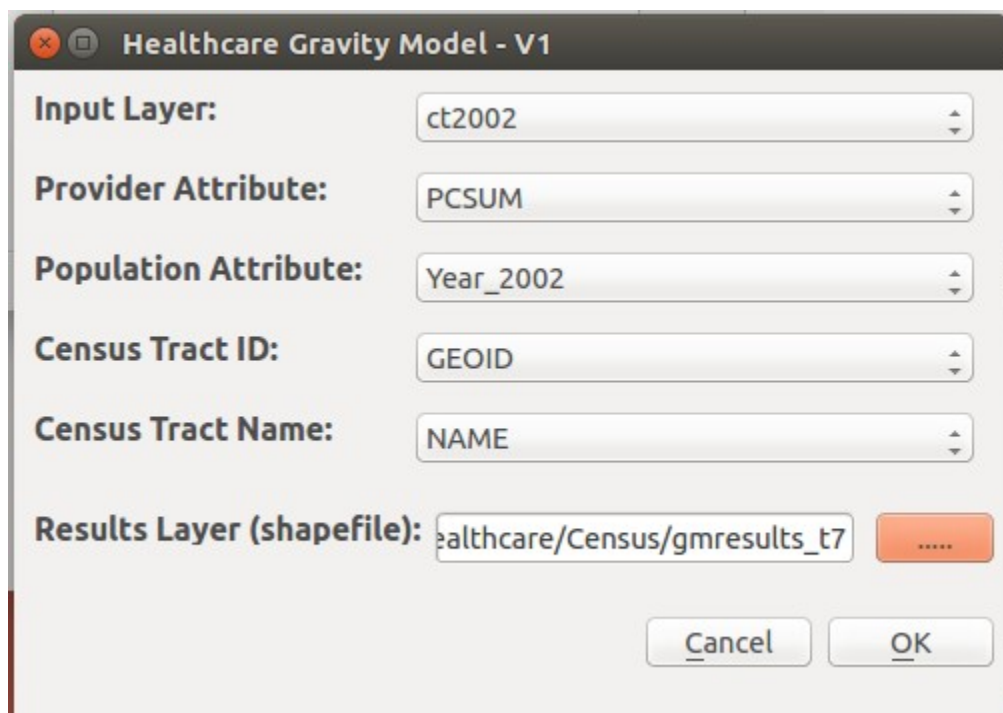 Healthcare Gravity Model - V1
Input Layer: ct2002
Provider Attribute: PCSUM
Population Attribute: Year_2002
Census Tract ID: GEOID
Census Tract Name: NAME
Results Layer (shapefile): ealthcare/Census/gmresults_t7 .....
Cancel OK